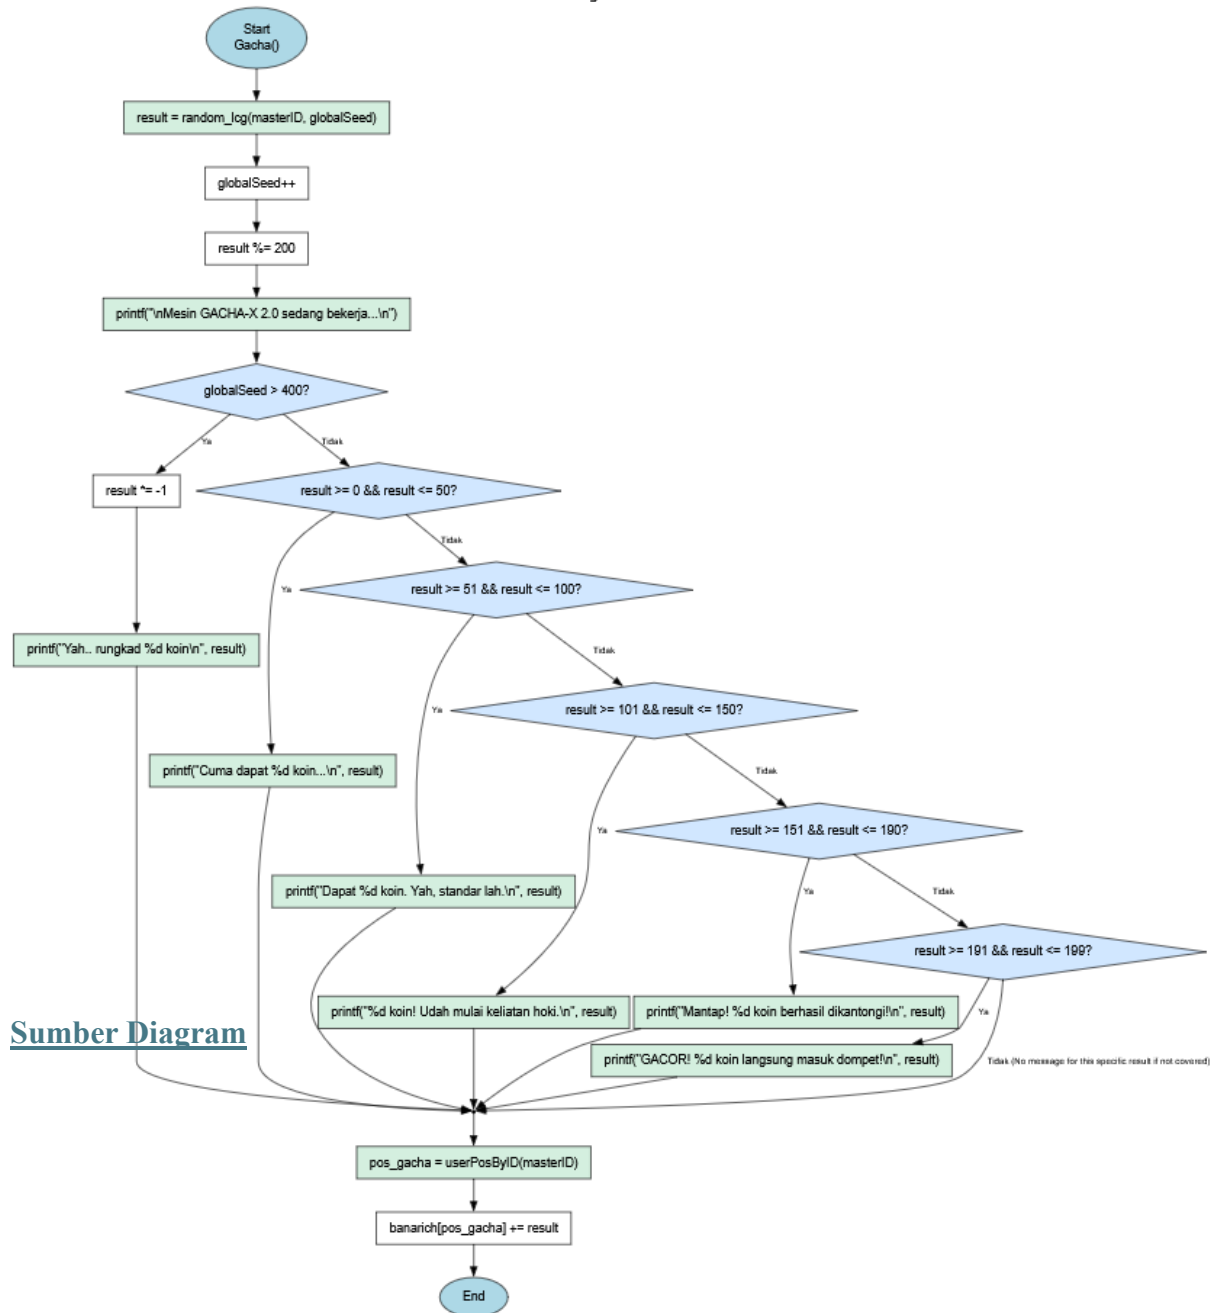 Start
Gacha()
result = random_lcg(masterID, globalSeed)
globalSeed++
result %= 200
printf("\nMesin GACHA-X 2.0 sedang bekerja...\n")
globalSeed > 400?
Ya
Tidak
result *= -1
result >= 0 && result <= 50?
Tidak
Ya
result >= 51 && result <= 100?
printf("Yah.. rungkad %d koin\n", result)
Tidak
Ya
result >= 101 && result <= 150?
printf("Cuma dapat %d koin...\n", result)
Tidak
Ya
result >= 151 && result <= 190?
printf("Dapat %d koin. Yah, standar lah.\n", result)
Ya
Tidak
result >= 191 && result <= 199?
printf("%d koin! Udah mulai keliatan hoki.\n", result)
printf("Mantap! %d koin berhasil dikantongi!\n", result)
Ya
Sumber Diagram
printf("GACOR! %d koin langsung masuk dompet!\n", result)
Tidak (No message for this specific result if not covered)
pos_gacha = userPosByID(masterID)
banarich[pos_gacha] += result
End